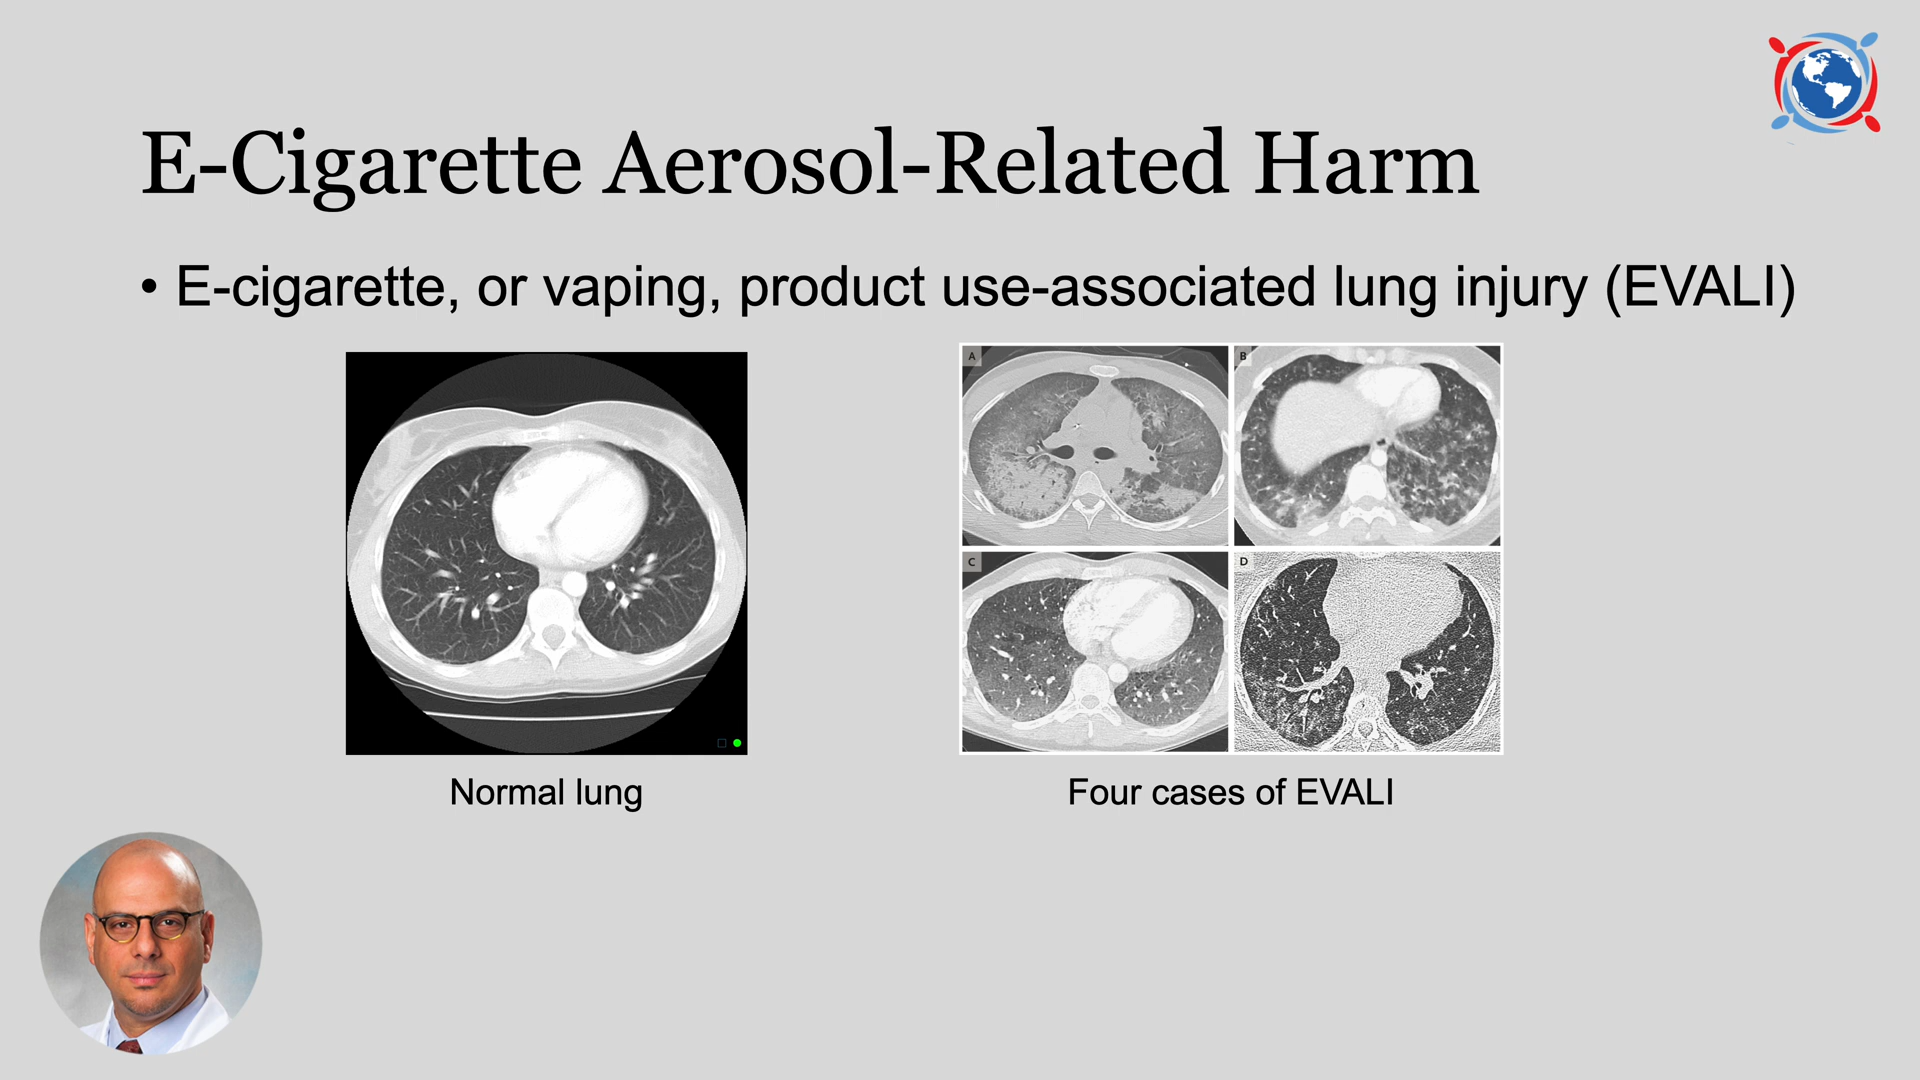 E-Cigarette Aerosol-Related Harm
• E-cigarette, or vaping, product use-associated lung injury (EVALI)
A
B
C
D
Normal lung
Four cases of EVALI